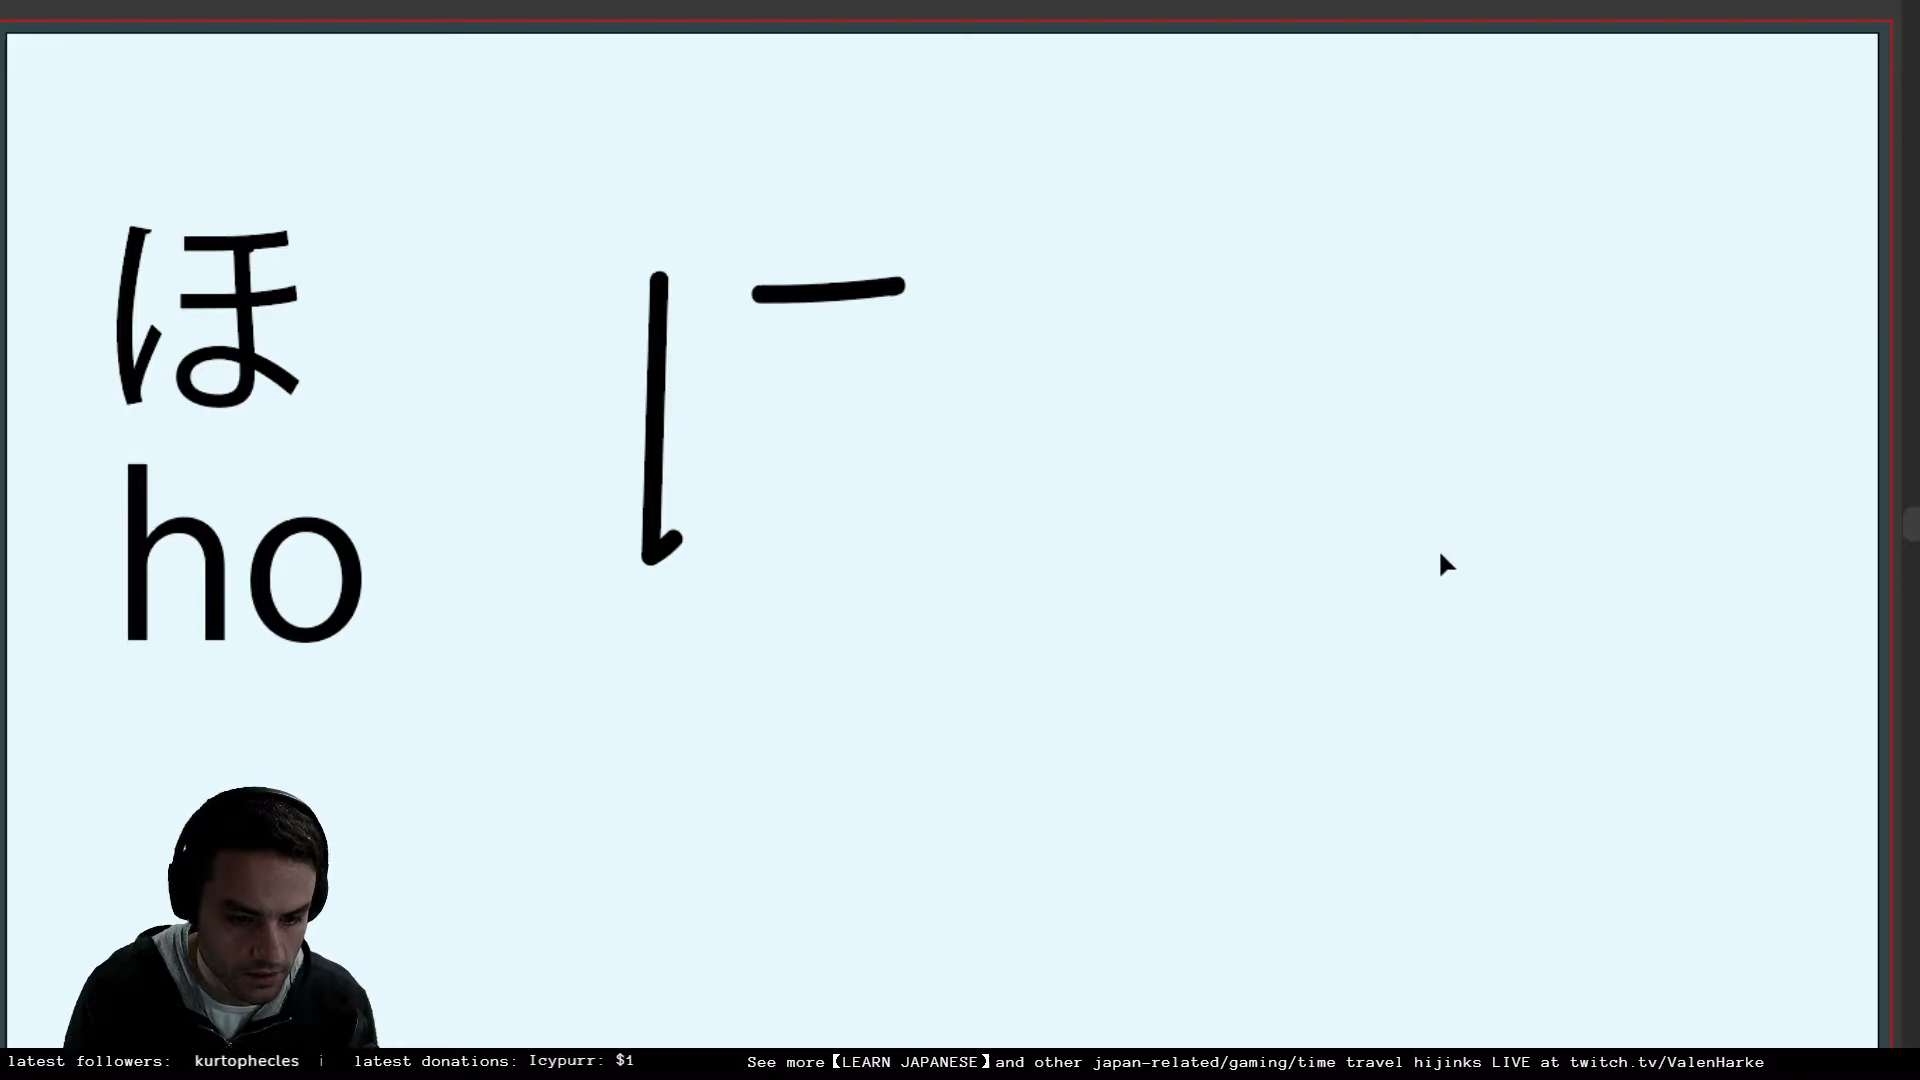 ほ
ho
latest followers: kurtophecles | latest donations: Icypurr: $1 See more【LEARN JAPANESE】and other japan-related/gaming/time travel hijinks LIVE at twitch.tv/ValenHarke